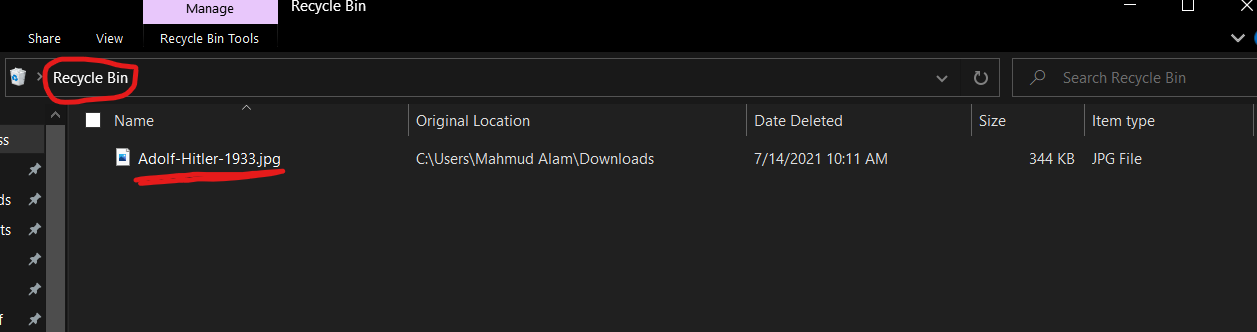 Manage Recycle Bin
Share View Recycle Bin Tools
Recycle Bin Search Recycle Bin
Name Original Location Date Deleted Size Item type
ss
Adolf-Hitler-1933.jpg C:\Users\Mahmud Alam\Downloads 7/14/2021 10:11 AM 344 KB JPG File
ds
ts
f